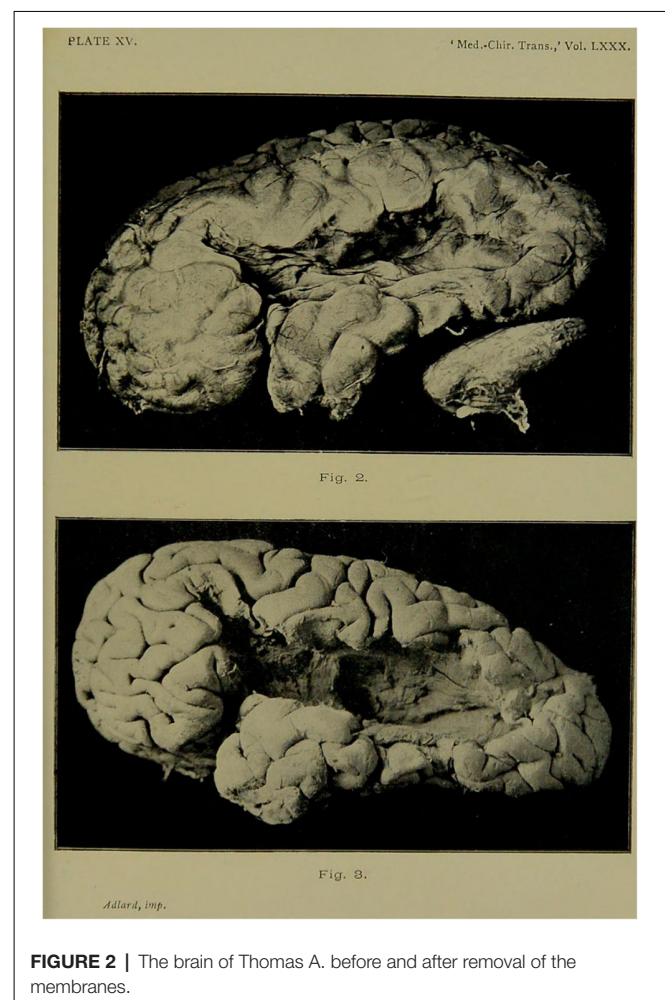 PLATE XV.
'Med.-Chir. Trans.,' Vol. LXXX.
Fig. 2.
Fig. 3.
Adlard, imp.
FIGURE 2 | The brain of Thomas A. before and after removal of the
membranes.